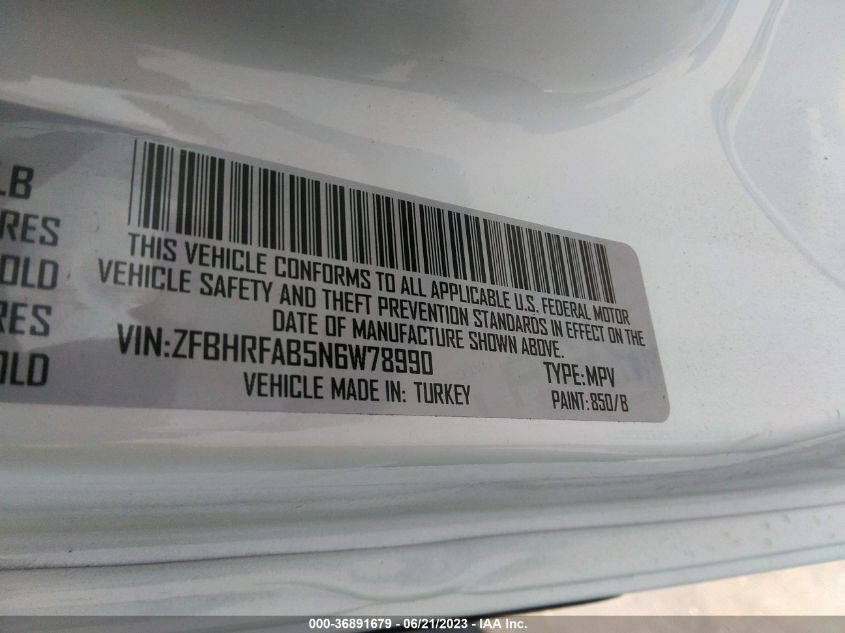 LB
RES
OLD
RES
OLD
THIS VEHICLE CONFORMS TO ALL APPLICABLE U.S. FEDERAL MOTOR
VEHICLE SAFETY AND THEFT PREVENTION STANDARDS IN EFFECT ON THE
DATE OF MANUFACTURE SHOWN ABOVE.
VIN:ZFBHRFAB5N6W78990 TYPE:MPV
VEHICLE MADE IN: TURKEY PAINT:850/B
000-36891679 - 06/21/2023 - IAA Inc.